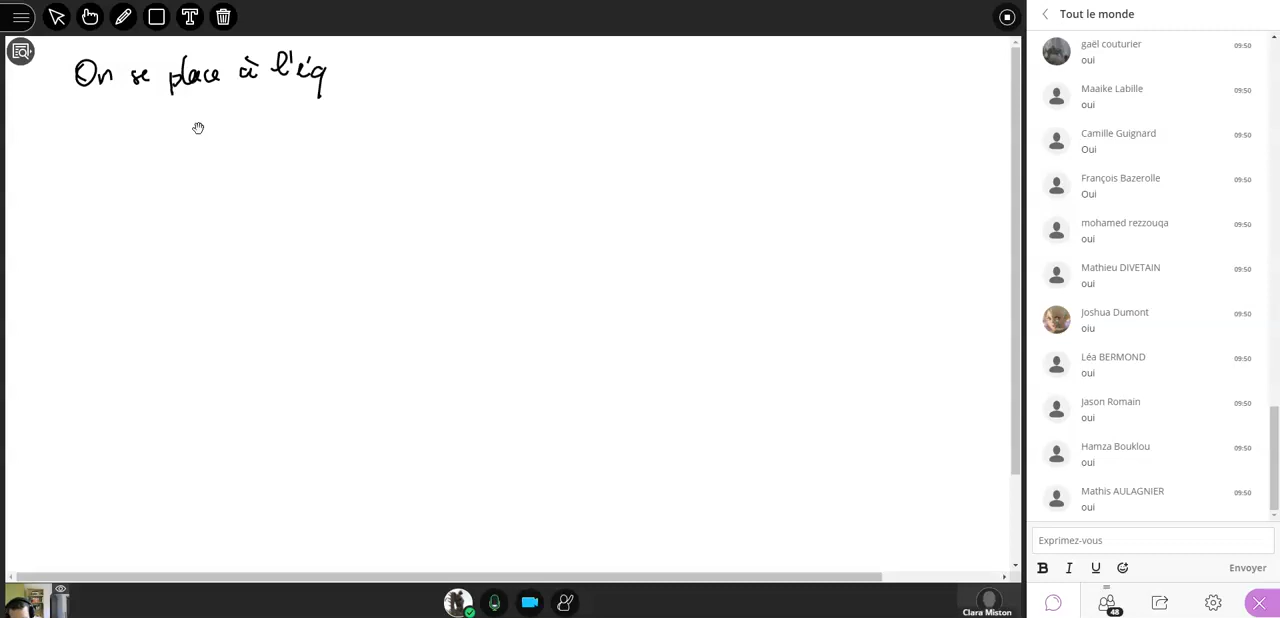 On se place à l'éq
Tout le monde
gaël couturier
09:50
oui
Maaike Labille
09:50
oui
Camille Guignard
09:50
Oui
François Bazerolle
09:50
Oui
mohamed rezzouqa
09:50
oui
Mathieu DIVETAIN
09:50
oui
Joshua Dumont
09:50
oiu
Léa BERMOND
09:50
oui
Jason Romain
09:50
oui
Hamza Bouklou
09:50
oui
Mathis AULAGNIER
09:50
oui
Exprimez-vous
B I U
Envoyer
48
Clara Miston